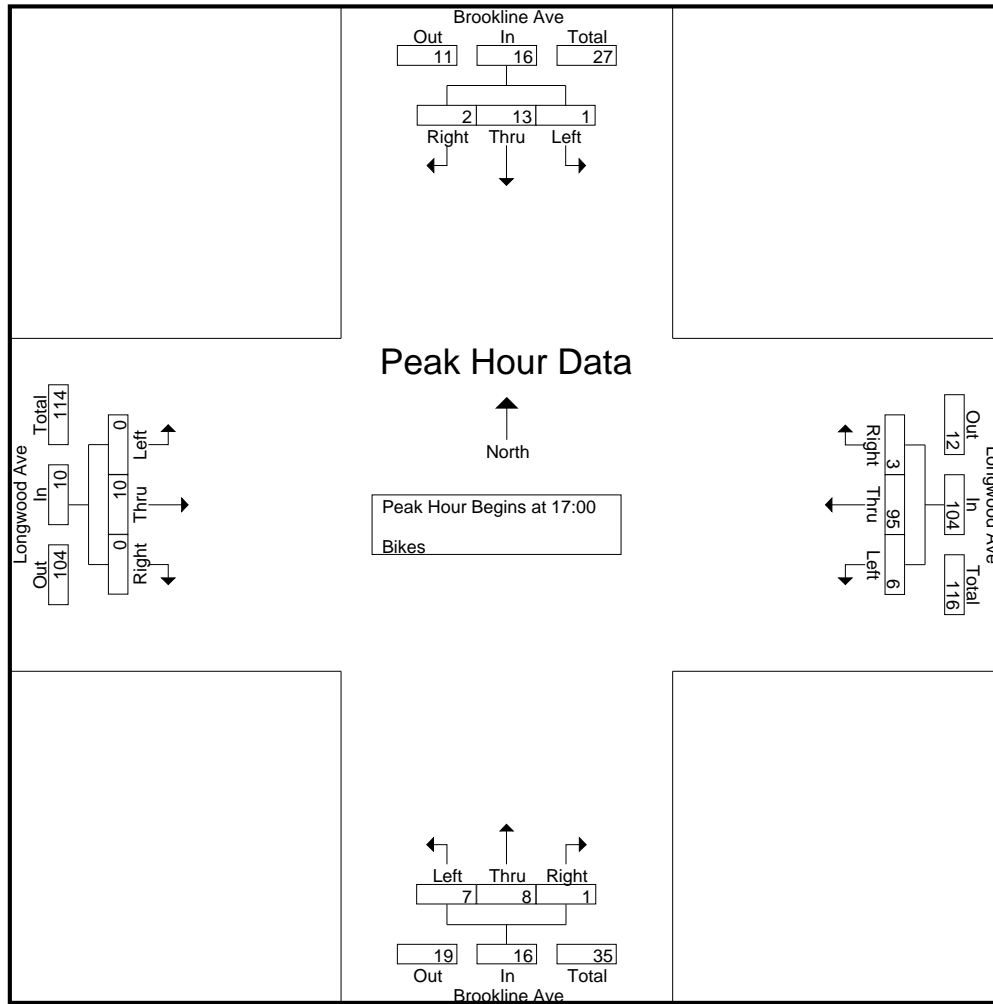 Brookline Ave
Out In Total
11 16 27
2 13 1
Right Thru Left
Peak Hour Data
North
Peak Hour Begins at 17:00
Bikes
Longwood Ave
Total In Out
114 10 104
0 10 0
Left Thru Right
Longwood Ave
Out In Total
12 104 116
3 95 6
Right Thru Left
Left Thru Right
7 8 1
19 16 35
Out In Total
Brookline Ave